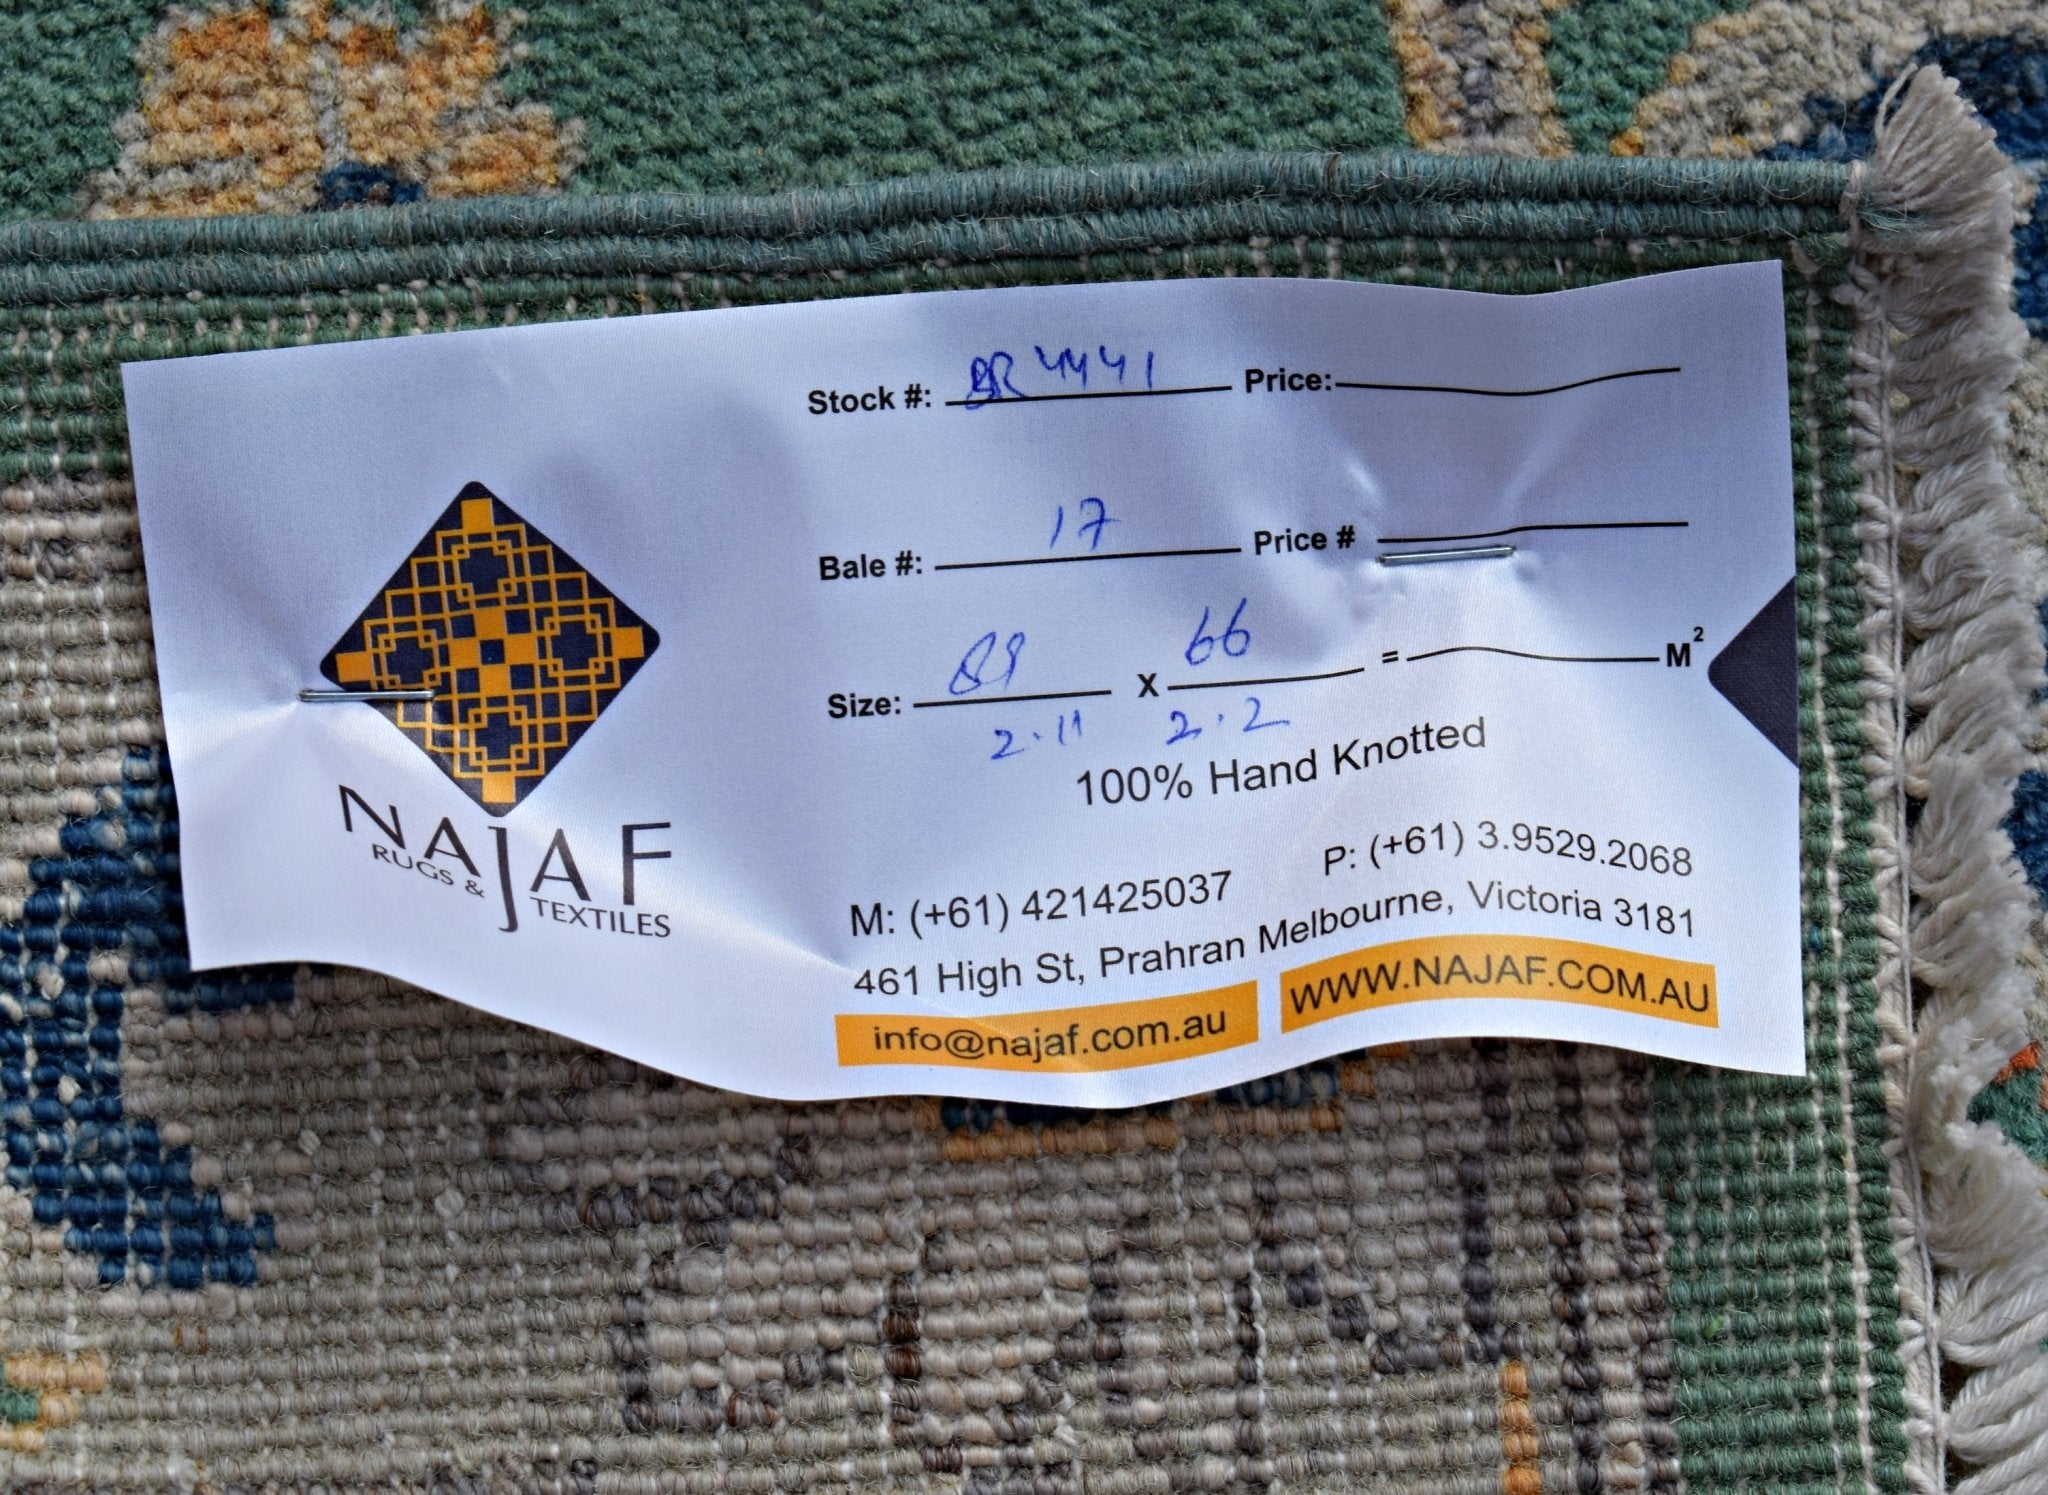 Stock #: BR 4441 Price:
Bale #: 17 Price #
Size: 89 x 66 = M²
2.11 2.2
100% Hand Knotted
NAJAF
RUGS & TEXTILES
M: (+61) 421425037 P: (+61) 3.9529.2068
461 High St, Prahran Melbourne, Victoria 3181
info@najaf.com.au WWW.NAJAF.COM.AU